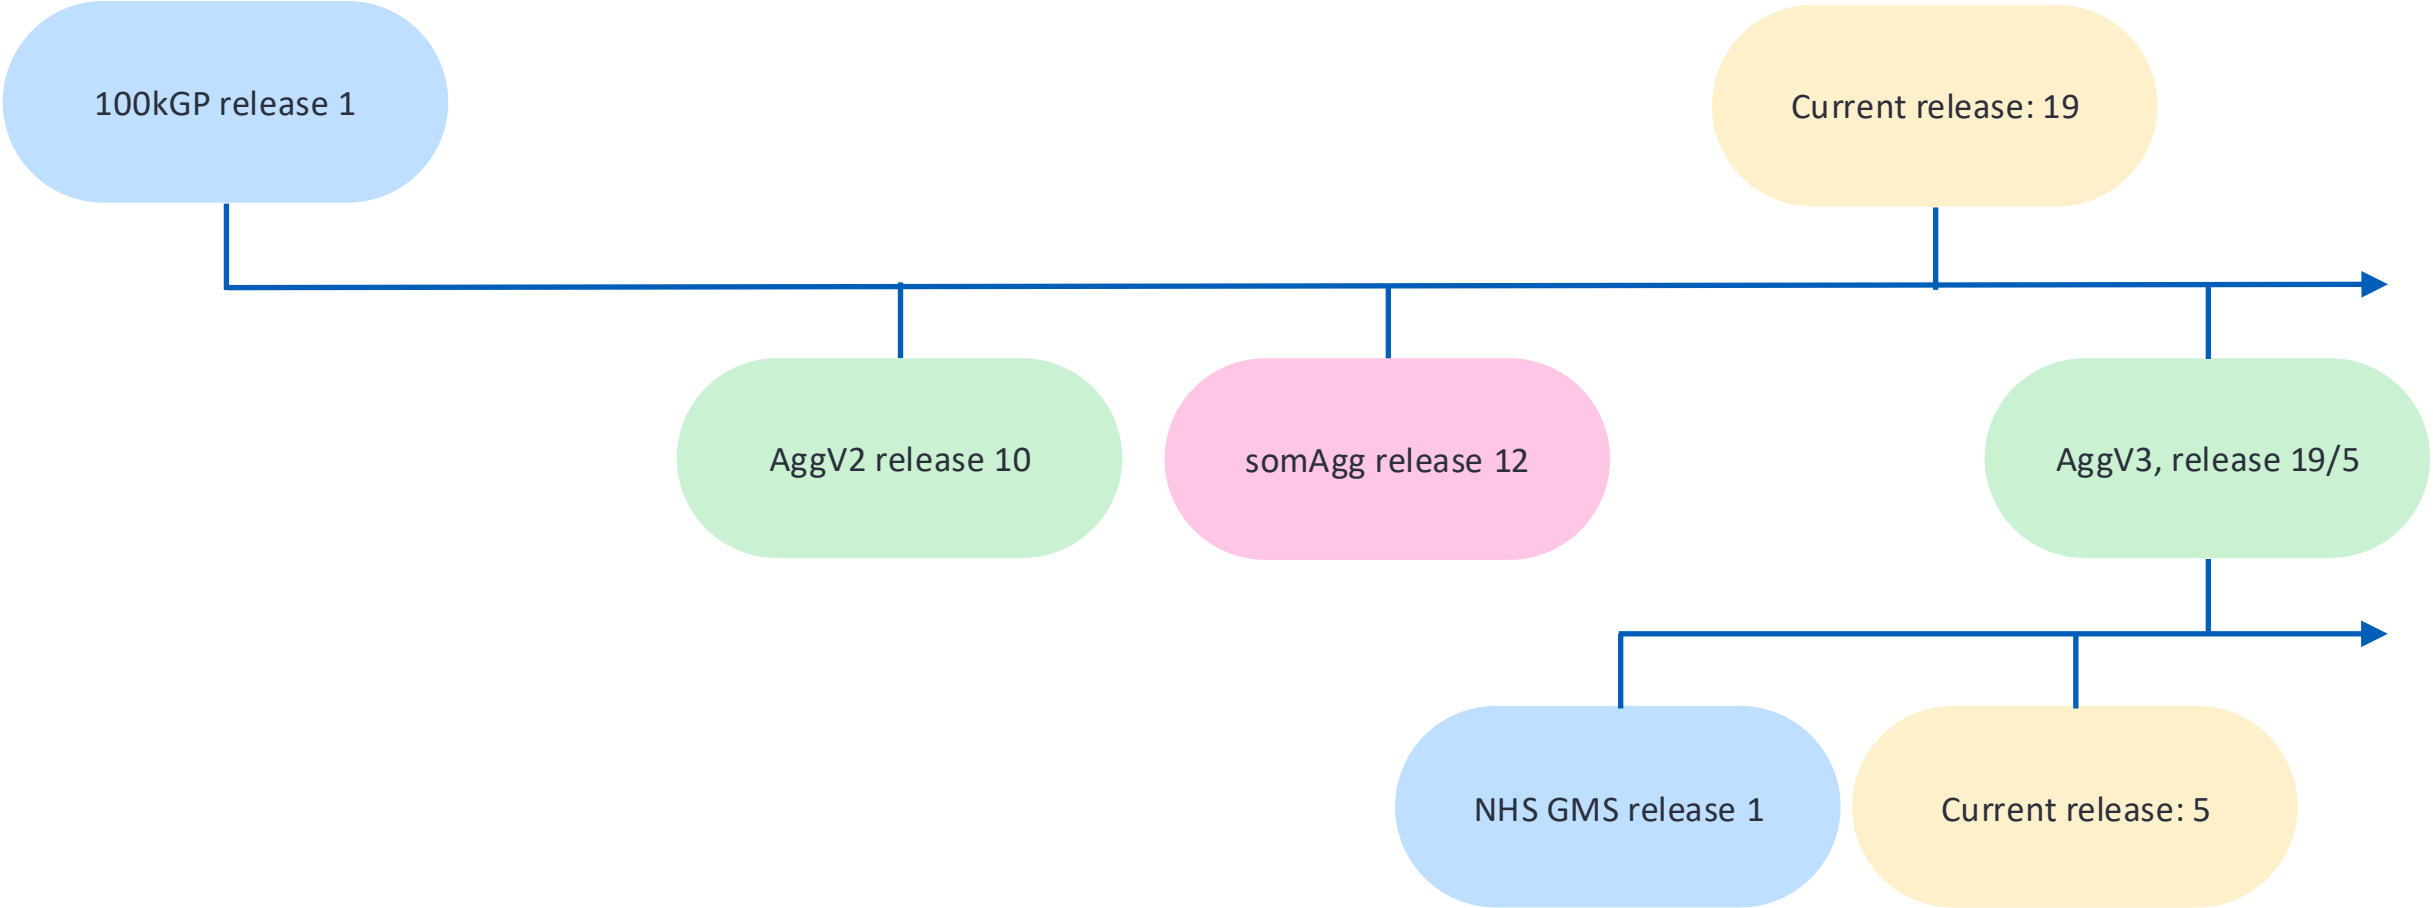 100kGP release 1
Current release: 19
AggV2 release 10
somAgg release 12
AggV3, release 19/5
NHS GMS release 1
Current release: 5